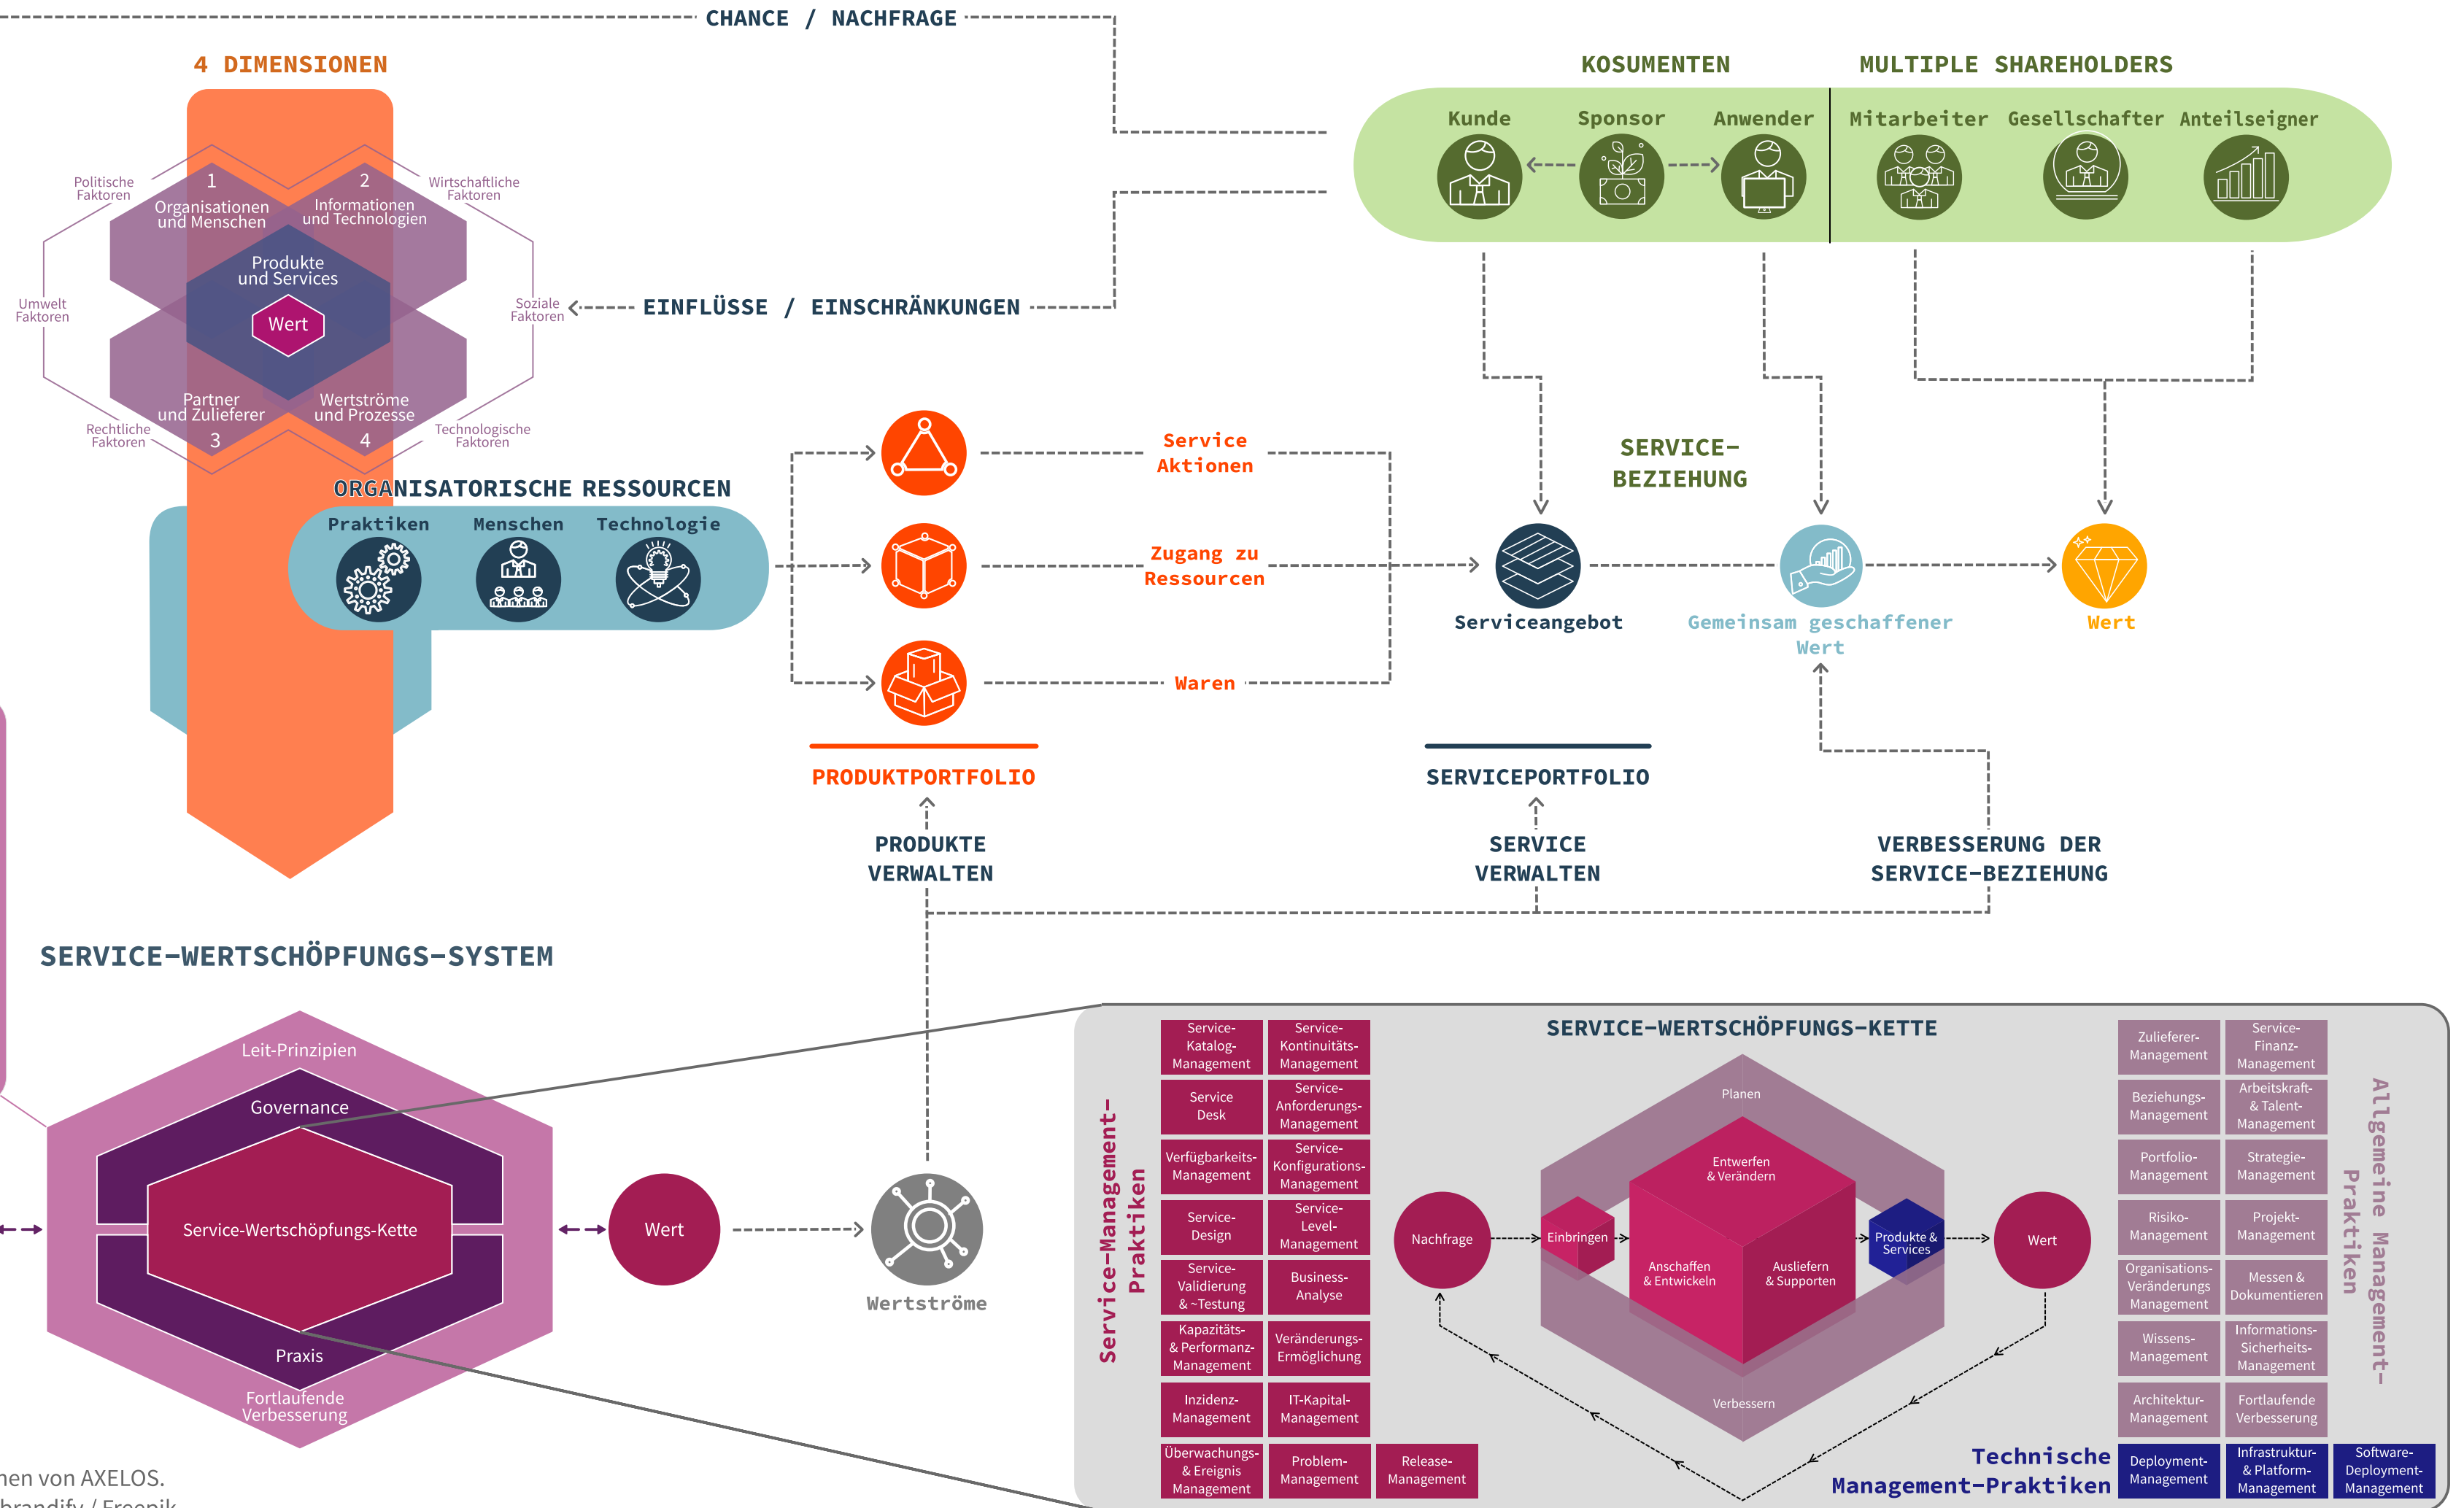 CHANCE / NACHFRAGE
4 DIMENSIONEN
KOSUMENTEN
MULTIPLE SHAREHOLDERS
Kunde
Sponsor
Anwender
Mitarbeiter
Gesellschafter
Anteilseigner
Politische
Faktoren
1
Organisationen
und Menschen
2
Informationen
und Technologien
Wirtschaftliche
Faktoren
Produkte
und Services
Wert
Umwelt
Faktoren
Soziale
Faktoren
EINFLÜSSE / EINSCHRÄNKUNGEN
Partner
und Zulieferer
3
Wertströme
und Prozesse
4
Rechtliche
Faktoren
Technologische
Faktoren
ORGANISATORISCHE RESSOURCEN
Praktiken
Menschen
Technologie
Service
Aktionen
Zugang zu
Ressourcen
Waren
SERVICE-
BEZIEHUNG
Serviceangebot
Gemeinsam geschaffener
Wert
Wert
PRODUKTPORTFOLIO
SERVICEPORTFOLIO
PRODUKTE
VERWALTEN
SERVICE
VERWALTEN
VERBESSERUNG DER
SERVICE-BEZIEHUNG
SERVICE-WERTSCHÖPFUNGS-SYSTEM
Leit-Prinzipien
Governance
Service-Wertschöpfungs-Kette
Praxis
Fortlaufende
Verbesserung
Wert
Wertströme
Service-Management-
Praktiken
Service-
Katalog-
Management
Service-
Kontinuitäts-
Management
Service
Desk
Service-
Anforderungs-
Management
Verfügbarkeits-
Management
Service-
Konfigurations-
Management
Service-
Design
Service-
Level-
Management
Service-
Validierung
& ~Testung
Business-
Analyse
Kapazitäts-
& Performanz-
Management
Veränderungs-
Ermöglichung
Inzidenz-
Management
IT-Kapital-
Management
Überwachungs-
& Ereignis
Management
Problem-
Management
Release-
Management
SERVICE-WERTSCHÖPFUNGS-KETTE
Planen
Entwerfen
& Verändern
Nachfrage
Einbringen
Anschaffen
& Entwickeln
Ausliefern
& Supporten
Produkte &
Services
Wert
Verbessern
Zulieferer-
Management
Service-
Finanz-
Management
Beziehungs-
Management
Arbeitskraft-
& Talent-
Management
Portfolio-
Management
Strategie-
Management
Risiko-
Management
Projekt-
Management
Organisations-
Veränderungs
Management
Messen &
Dokumentieren
Wissens-
Management
Informations-
Sicherheits-
Management
Architektur-
Management
Fortlaufende
Verbesserung
Allgemeine Management-
Praktiken
Technische
Management-Praktiken
Deployment-
Management
Infrastruktur-
& Platform-
Management
Software-
Deployment-
Management
nen von AXELOS.
brandify / Freepik